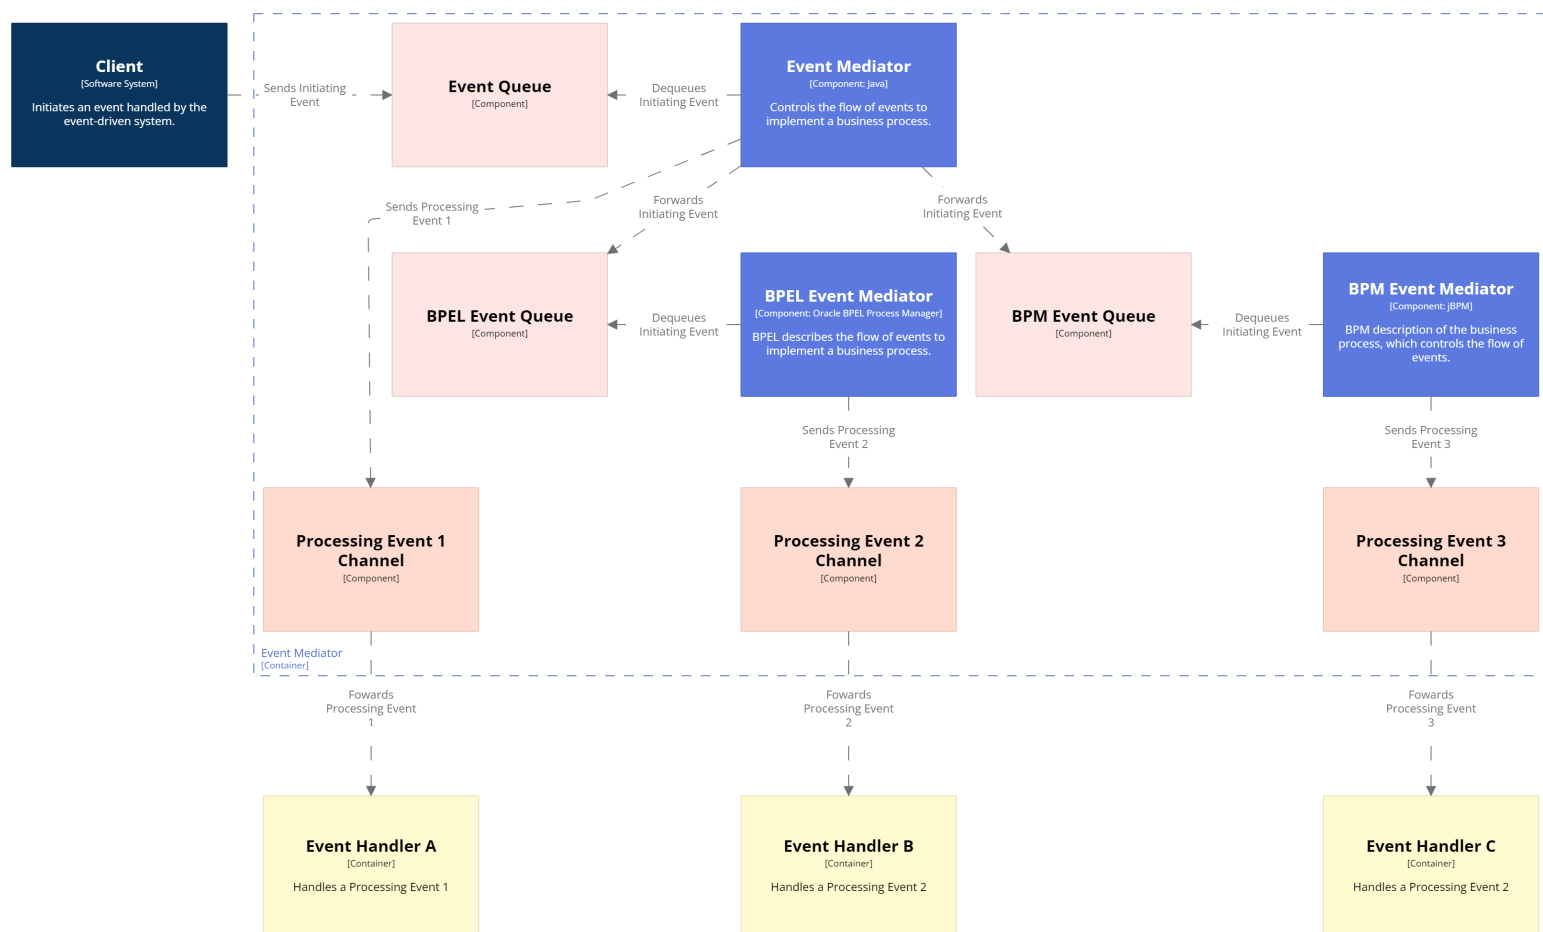 Client
[Software System]
Initiates an event handled by the
event-driven system.
Sends Initiating
Event
Event Queue
[Component]
Dequeues
Initiating Event
Event Mediator
[Component: Java]
Controls the flow of events to
implement a business process.
Sends Processing
Event 1
Forwards
Initiating Event
Forwards
Initiating Event
BPEL Event Queue
[Component]
Dequeues
Initiating Event
BPEL Event Mediator
[Component: Oracle BPEL Process Manager]
BPEL describes the flow of events to
implement a business process.
BPM Event Queue
[Component]
Dequeues
Initiating Event
BPM Event Mediator
[Component: jBPM]
BPM description of the business
process, which controls the flow of
events.
Sends Processing
Event 2
Sends Processing
Event 3
Processing Event 1
Channel
[Component]
Processing Event 2
Channel
[Component]
Processing Event 3
Channel
[Component]
Event Mediator
[Container]
Fowards
Processing Event
1
Fowards
Processing Event
2
Fowards
Processing Event
3
Event Handler A
[Container]
Handles a Processing Event 1
Event Handler B
[Container]
Handles a Processing Event 2
Event Handler C
[Container]
Handles a Processing Event 2